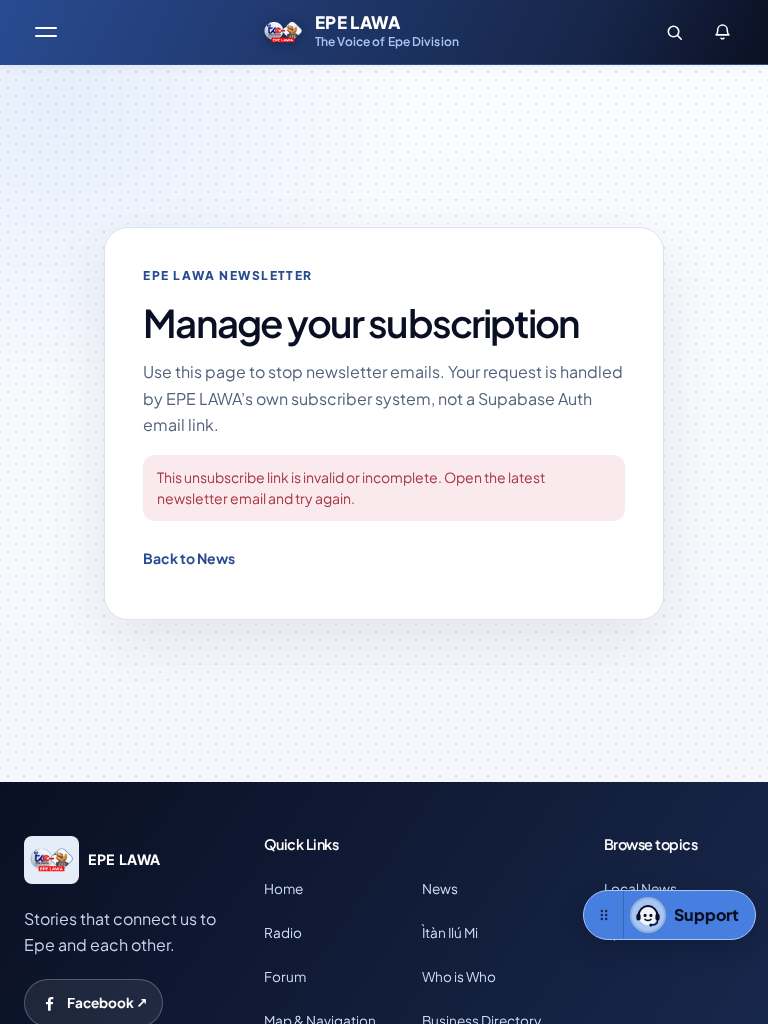 EPE LAWA
The Voice of Epe Division
EPE LAWA NEWSLETTER
Manage your subscription
Use this page to stop newsletter emails. Your request is handled
by EPE LAWA's own subscriber system, not a Supabase Auth
email link.
This unsubscribe link is invalid or incomplete. Open the latest
newsletter email and try again.
Back to News
EPE LAWA
Stories that connect us to
Epe and each other.
Facebook ↗
Quick Links
Home
News
Radio
Ìtàn Ilú Mi
Forum
Who is Who
Map & Navigation
Business Directory
Browse topics
Local News
Support